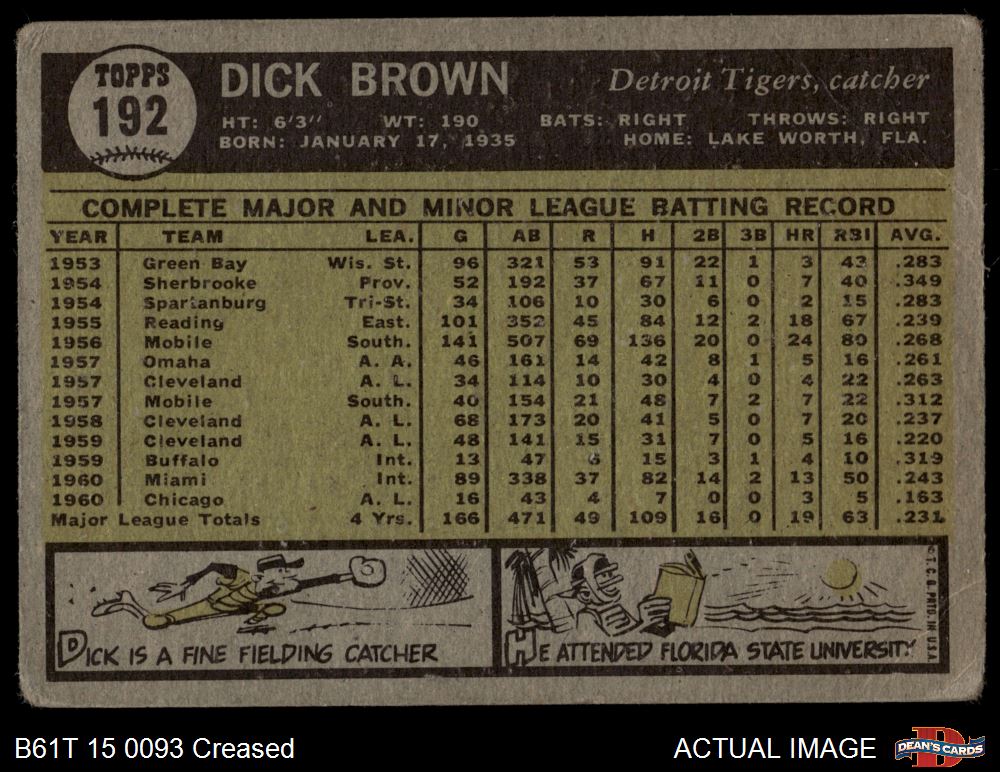 TOPPS
192
DICK BROWN
Detroit Tigers, catcher
HT: 6'3" WT: 190 BATS: RIGHT THROWS: RIGHT
BORN: JANUARY 17, 1935 HOME: LAKE WORTH, FLA.
COMPLETE MAJOR AND MINOR LEAGUE BATTING RECORD
YEAR TEAM LEA. G AB R H 2B 3B HR RBI AVG.
1953 Green Bay Wis. St. 96 321 53 91 22 1 3 43 .283
1954 Sherbrooke Prov. 52 192 37 67 11 0 7 40 .349
1954 Spartanburg Tri-St. 34 106 10 30 6 0 2 15 .283
1955 Reading East. 101 352 45 84 12 2 18 67 .239
1956 Mobile South. 141 507 69 136 20 0 24 80 .268
1957 Omaha A. A. 46 161 14 42 8 1 5 16 .261
1957 Cleveland A. L. 34 114 10 30 4 0 4 22 .263
1957 Mobile South. 40 154 21 48 7 2 7 22 .312
1958 Cleveland A. L. 68 173 20 41 5 0 7 20 .237
1959 Cleveland A. L. 48 141 15 31 7 0 5 16 .220
1959 Buffalo Int. 13 47 6 15 3 1 4 10 .319
1960 Miami Int. 89 338 37 82 14 2 13 50 .243
1960 Chicago A. L. 16 43 4 7 0 0 3 5 .163
Major League Totals 4 Yrs. 166 471 49 109 16 0 19 63 .231
DICK IS A FINE FIELDING CATCHER
HE ATTENDED FLORIDA STATE UNIVERSITY
© T. C. G. PRTD. IN U.S.A.
B61T 15 0093 Creased
ACTUAL IMAGE
DEAN'S CARDS